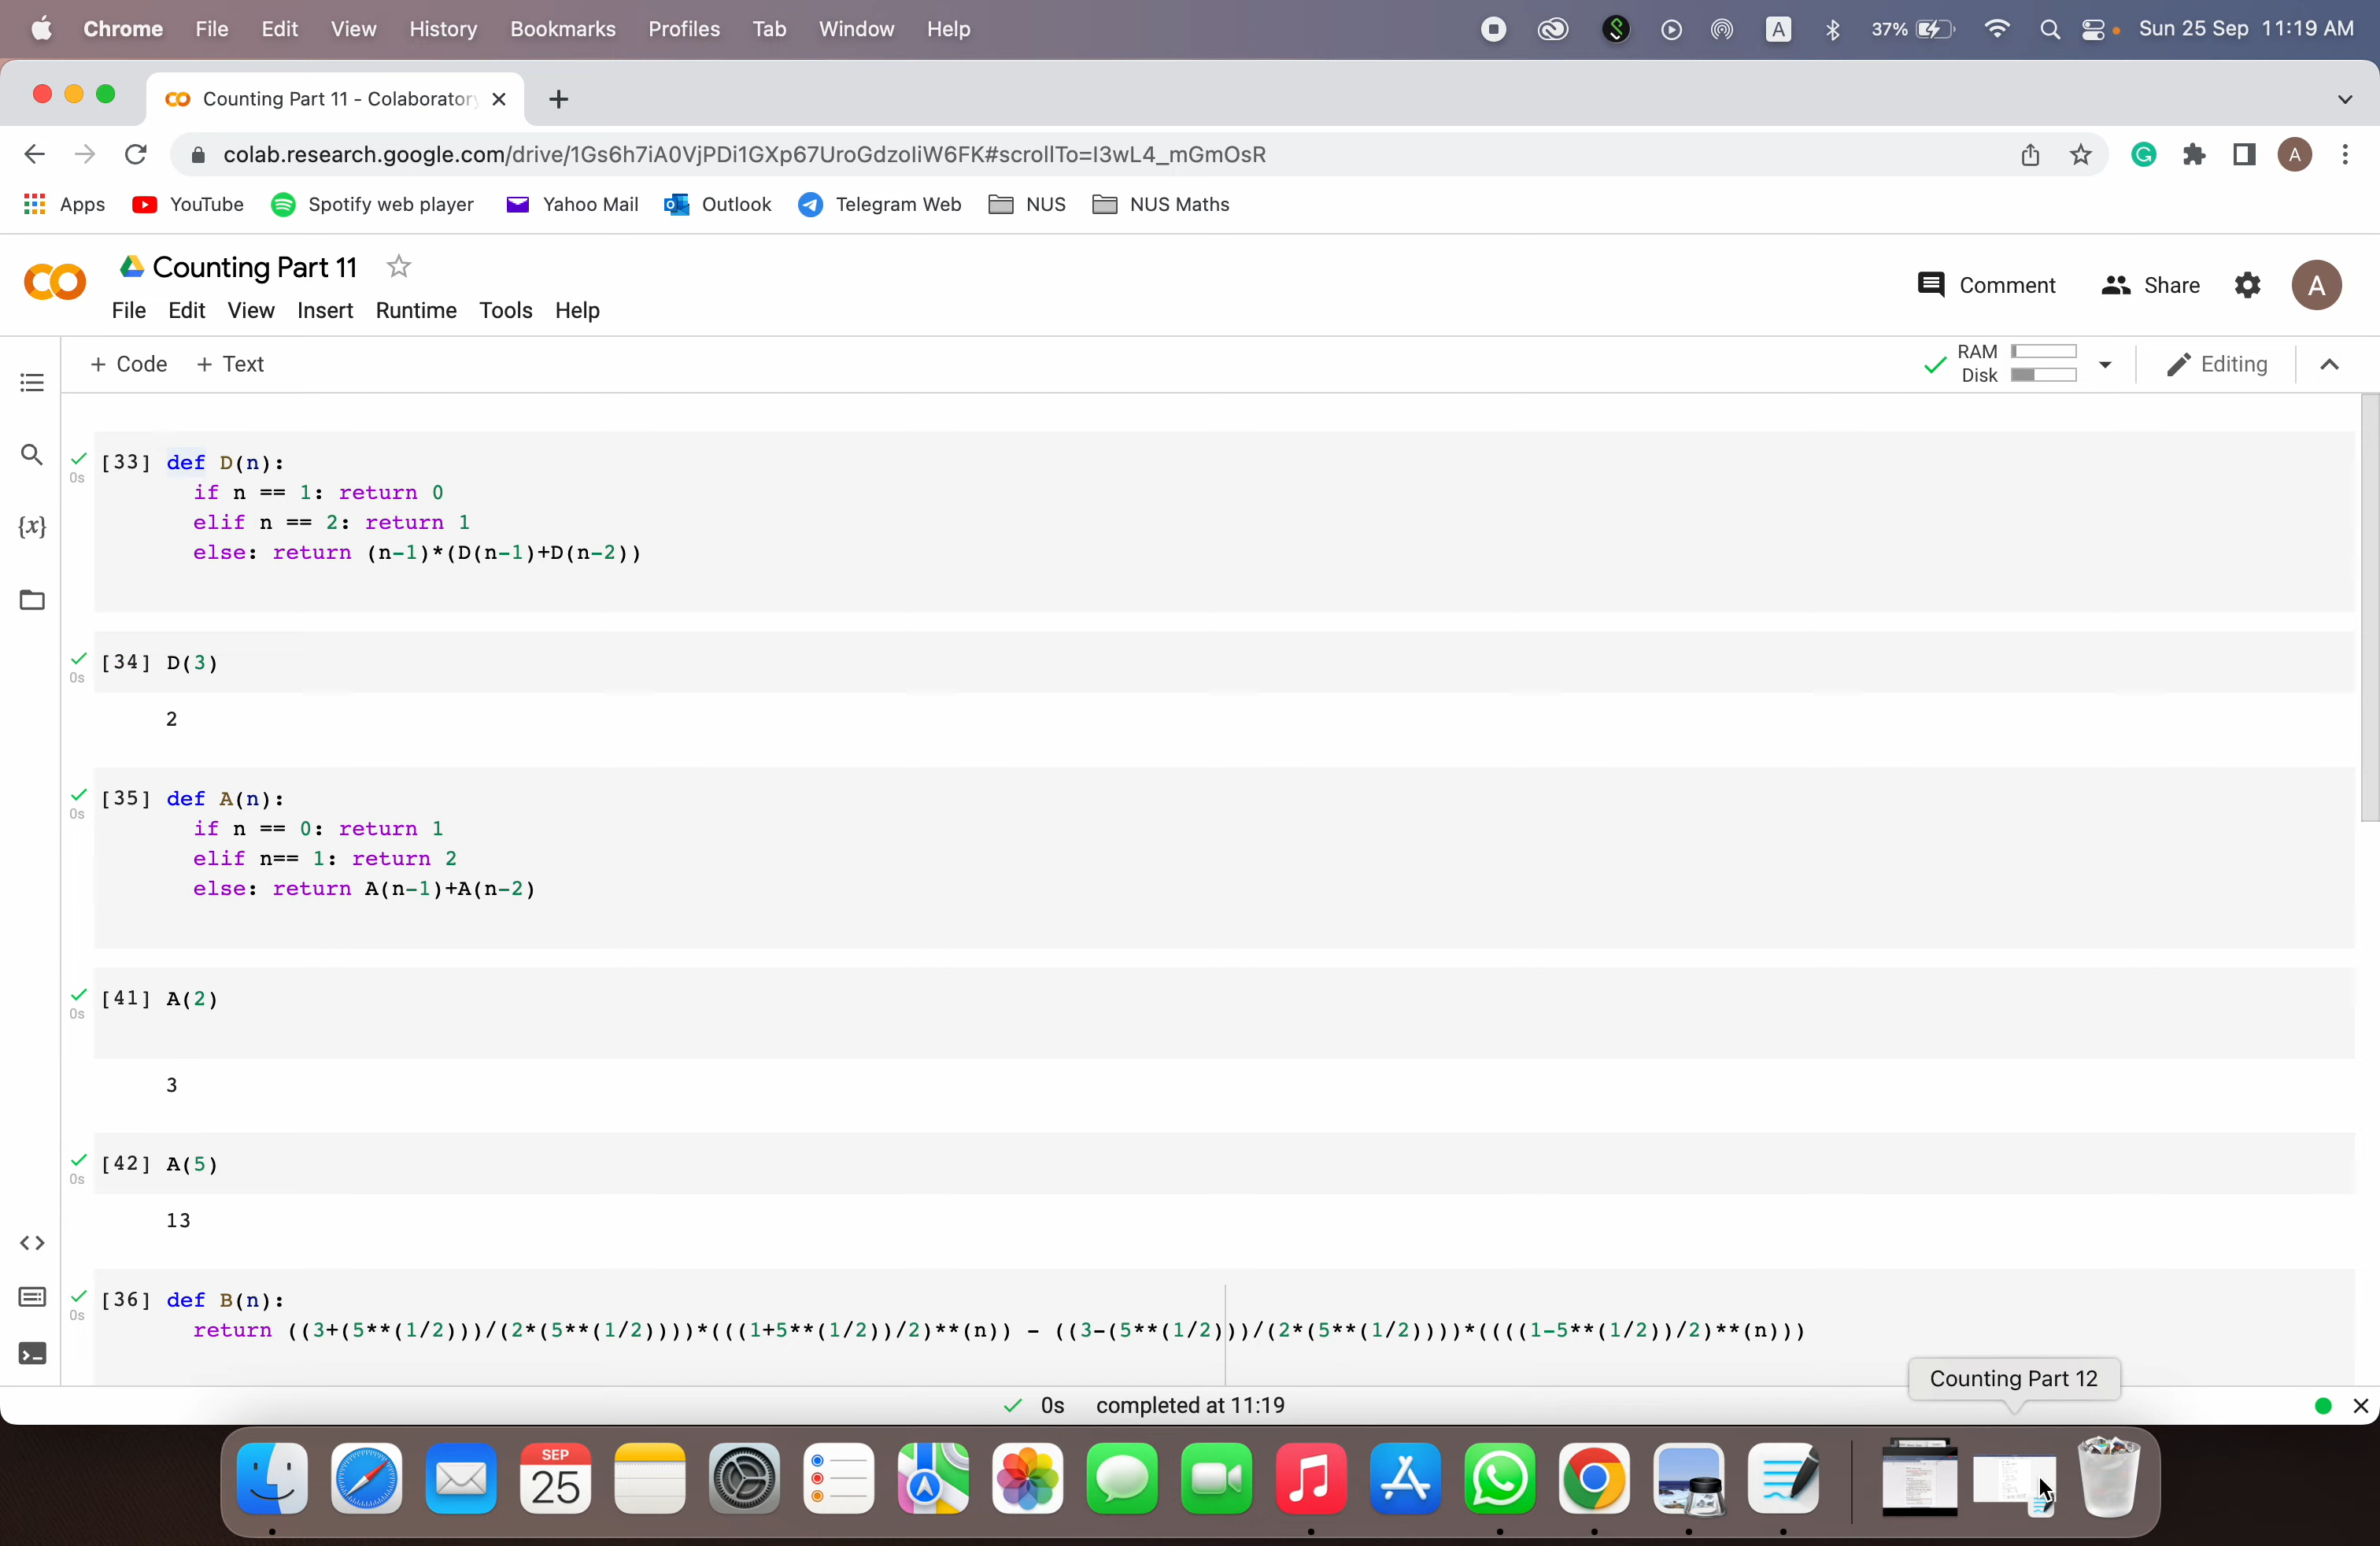 Chrome File Edit View History Bookmarks Profiles Tab Window Help A 37% Sun 25 Sep 11:19 AM
Counting Part 11 - Colaboratory
colab.research.google.com/drive/1Gs6h7iA0VjPDi1GXp67UroGdzoIiW6FK#scrollTo=I3wL4_mGmOsR A
Apps YouTube Spotify web player Yahoo Mail Outlook Telegram Web NUS NUS Maths
Counting Part 11
File Edit View Insert Runtime Tools Help
Comment Share A
+ Code + Text
RAM
Disk
Editing
[33] def D(n):
0s
if n == 1: return 0
elif n == 2: return 1
else: return (n-1)*(D(n-1)+D(n-2))
{x}
[34] D(3)
0s
2
[35] def A(n):
0s
if n == 0: return 1
elif n== 1: return 2
else: return A(n-1)+A(n-2)
[41] A(2)
0s
3
[42] A(5)
0s
13
[36] def B(n):
0s
return ((3+(5**(1/2)))/(2*(5**(1/2))))*(((1+5**(1/2))/2)**(n)) - ((3-(5**(1/2)))/(2*(5**(1/2))))*((((1-5**(1/2))/2)**(n)))
Counting Part 12
0s completed at 11:19
SEP
25